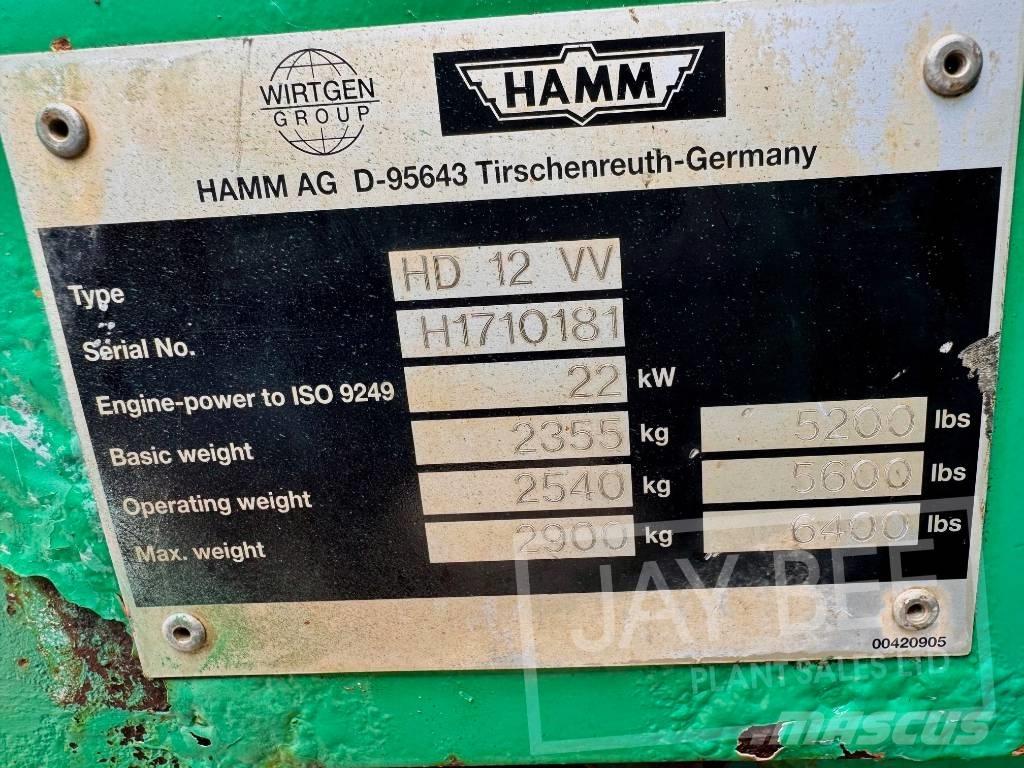 WIRTGEN
GROUP
HAMM
HAMM AG D-95643 Tirschenreuth-Germany
Type HD 12 VV
Serial No. H1710181
Engine-power to ISO 9249 22 kW
Basic weight 2355 kg 5200 lbs
Operating weight 2540 kg 5600 lbs
Max. weight 2900 kg 6400 lbs
00420905
JAY BEE
PLANT SALES LTD
mascus